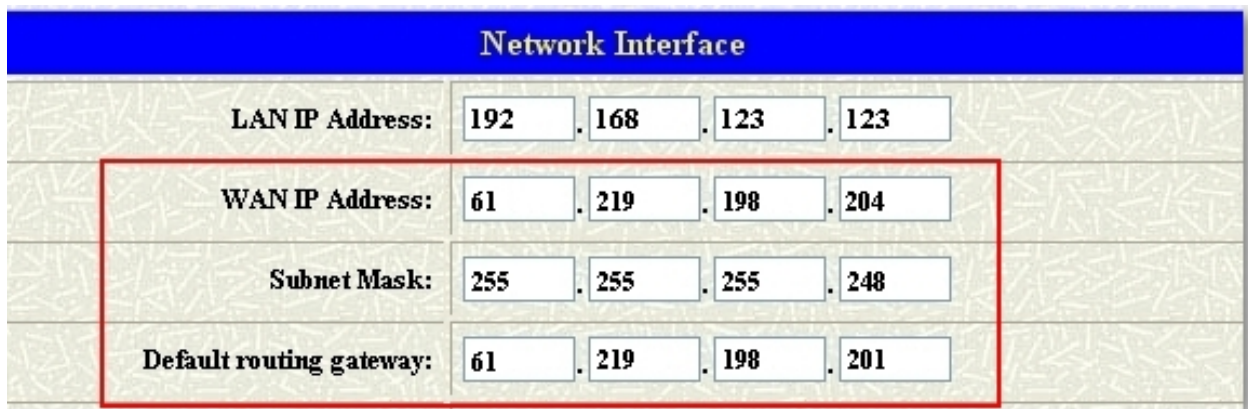 Network Interface
LAN IP Address: 192 . 168 . 123 . 123
WAN IP Address: 61 . 219 . 198 . 204
Subnet Mask: 255 . 255 . 255 . 248
Default routing gateway: 61 . 219 . 198 . 201